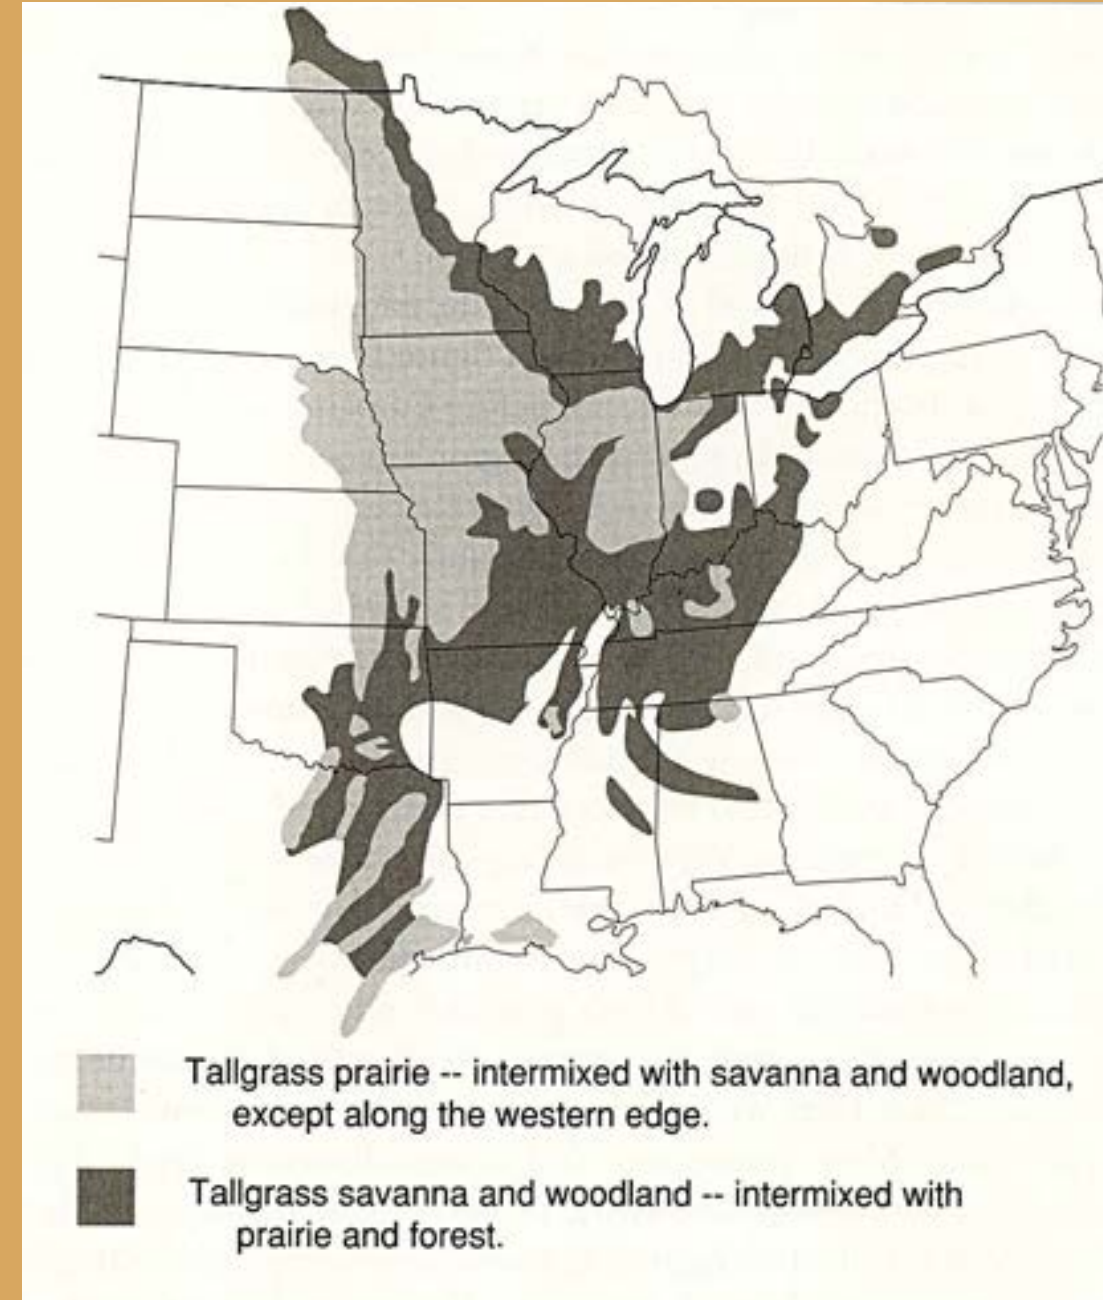 Tallgrass prairie -- intermixed with savanna and woodland,
except along the western edge.
Tallgrass savanna and woodland -- intermixed with
prairie and forest.